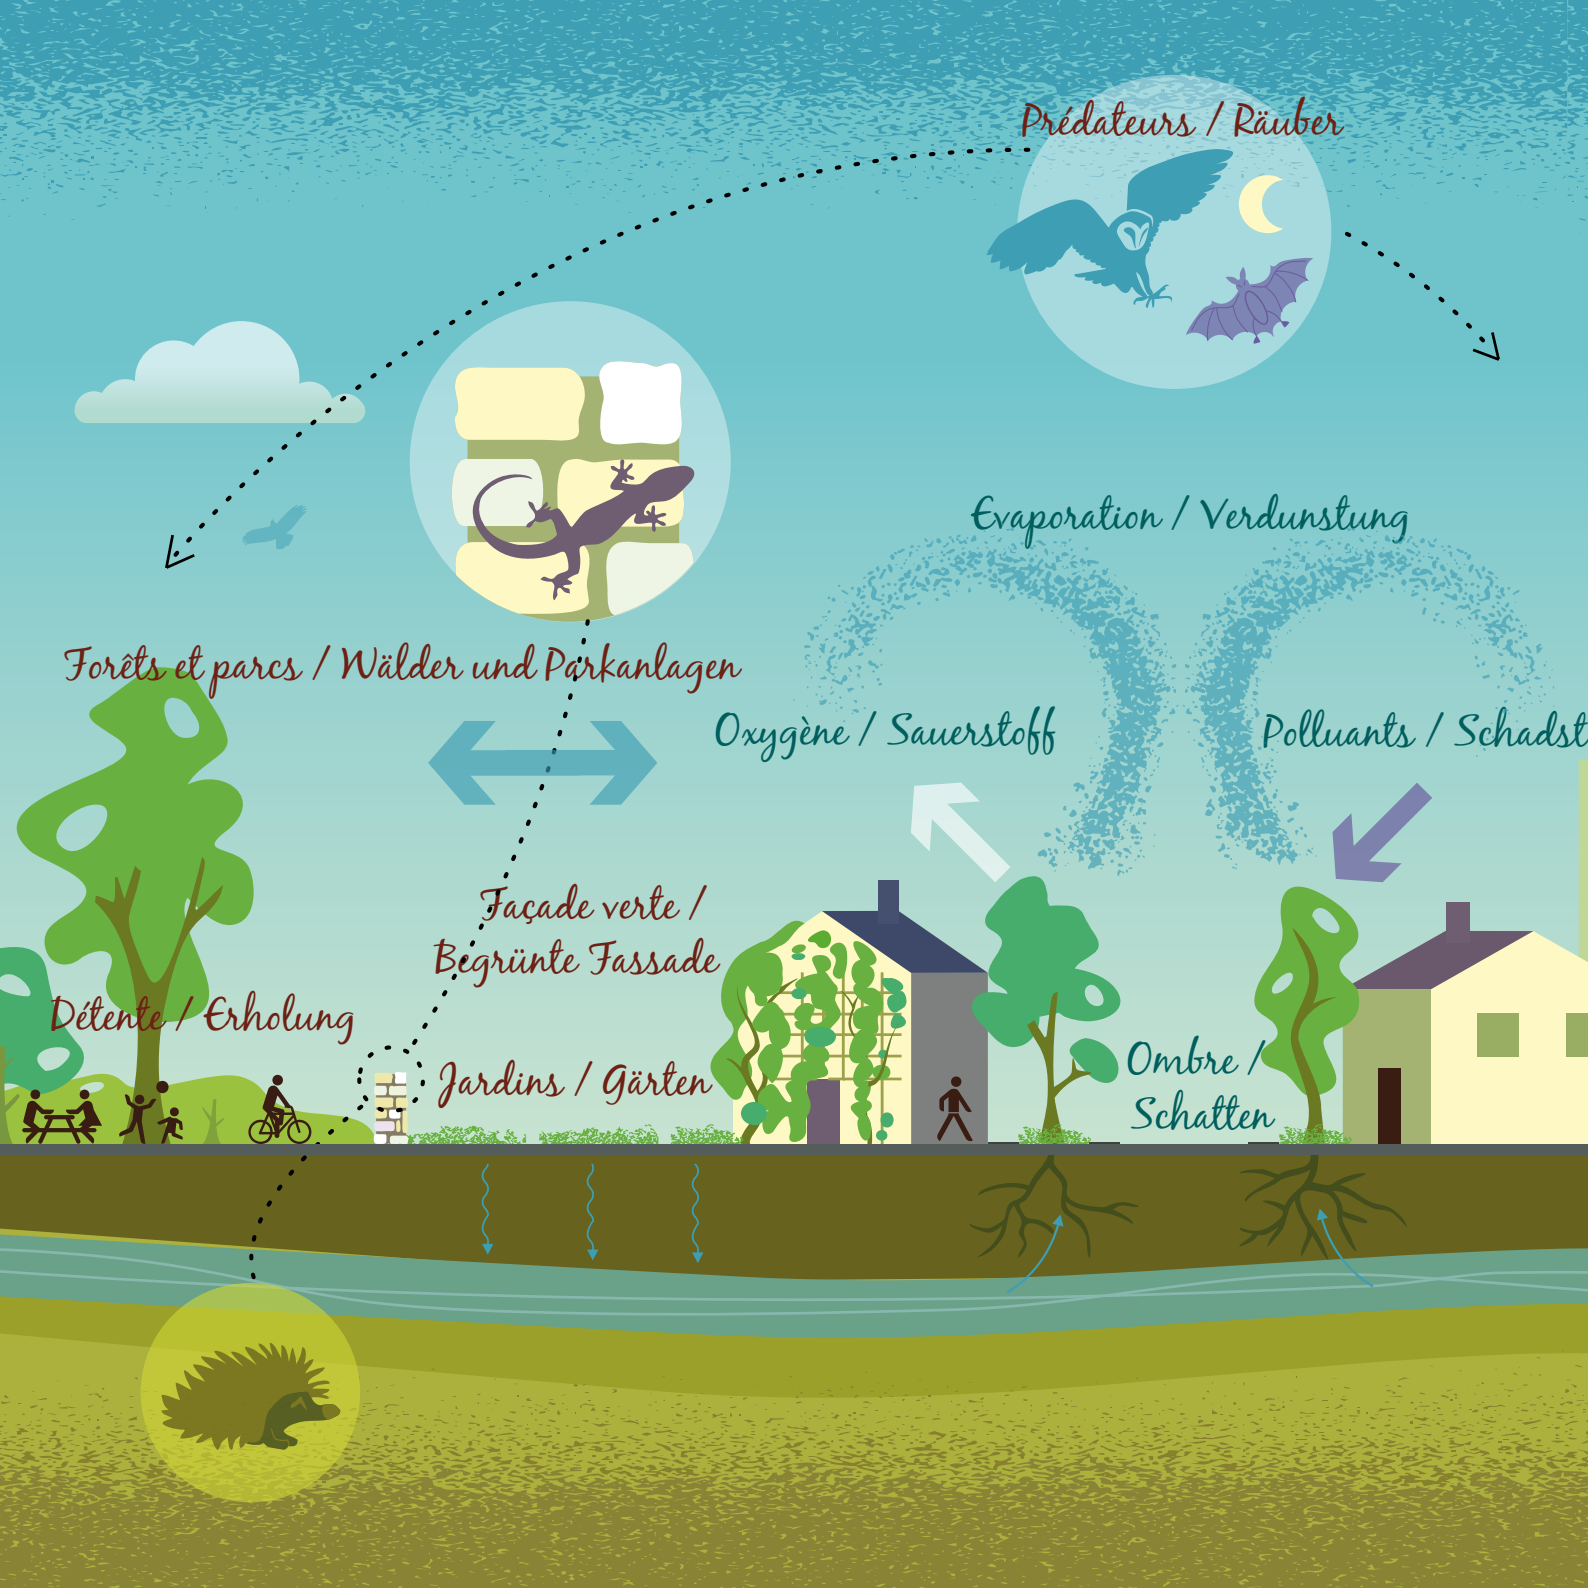 Prédateurs / Räuber
Evaporation / Verdunstung
Forêts et parcs / Wälder und Parkanlagen
Oxygène / Sauerstoff
Polluants / Schadst
Façade verte /
Begrünte Fassade
Détente / Erholung
Jardins / Gärten
Ombre /
Schatten